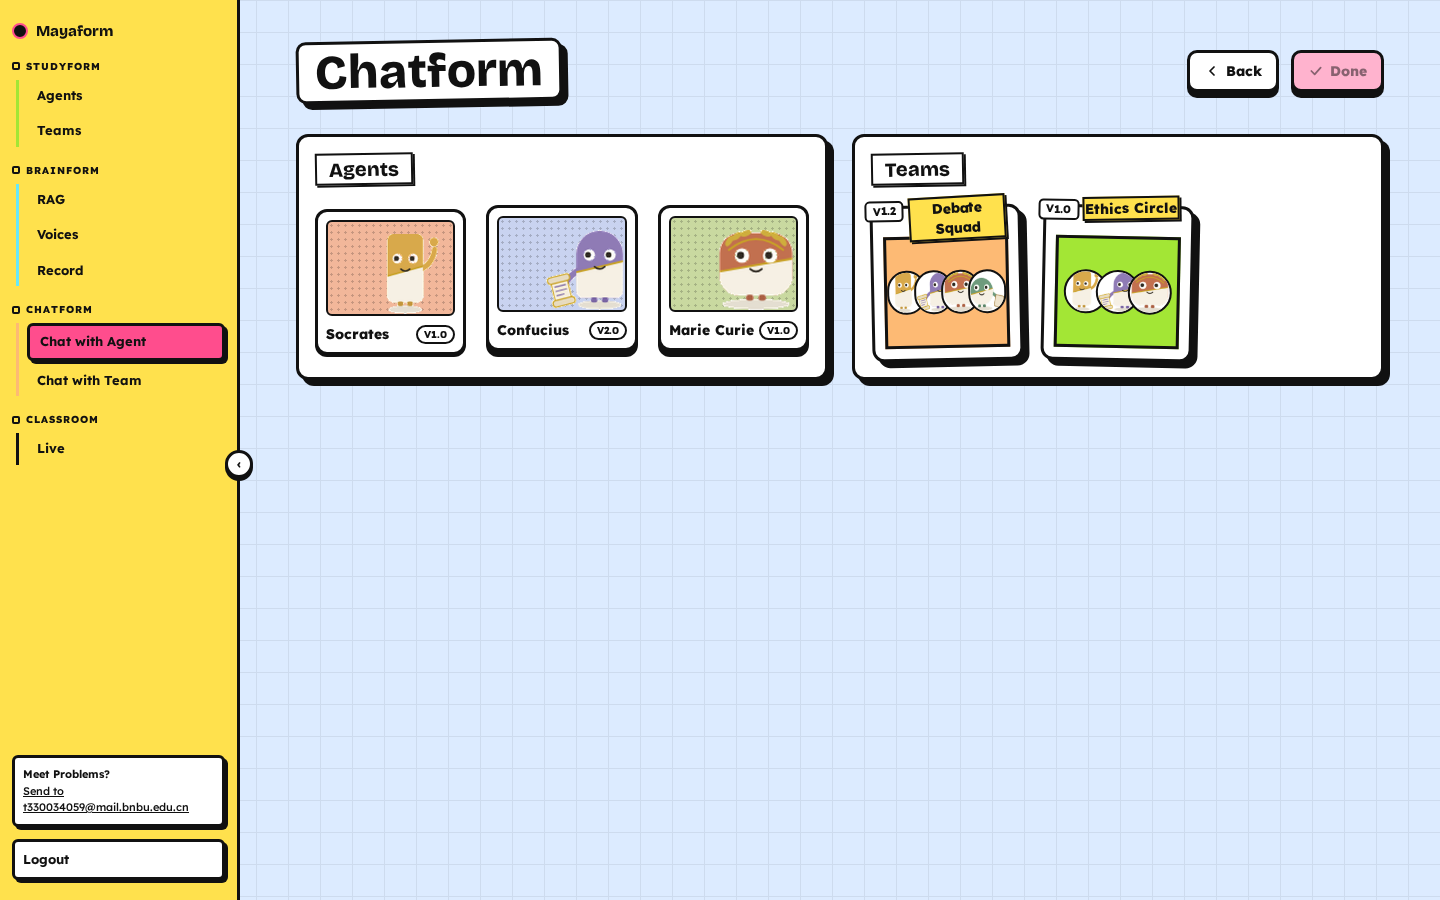 Mayaform
STUDYFORM
Agents
Teams
BRAINFORM
RAG
Voices
Record
CHATFORM
Chat with Agent
Chat with Team
CLASSROOM
Live
Meet Problems?
Send to
t330034059@mail.bnbu.edu.cn
Logout
Chatform
Back
Done
Agents
Socrates
V1.0
Confucius
V2.0
Marie Curie
V1.0
Teams
V1.2
Debate
Squad
V1.0
Ethics Circle